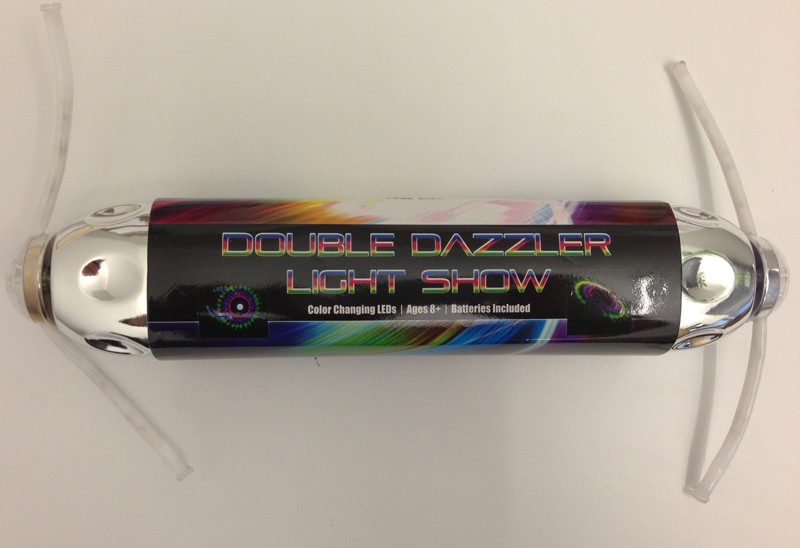 DOUBLE DAZZLER
LIGHT SHOW
Color Changing LEDs | Ages 8+ | Batteries Included